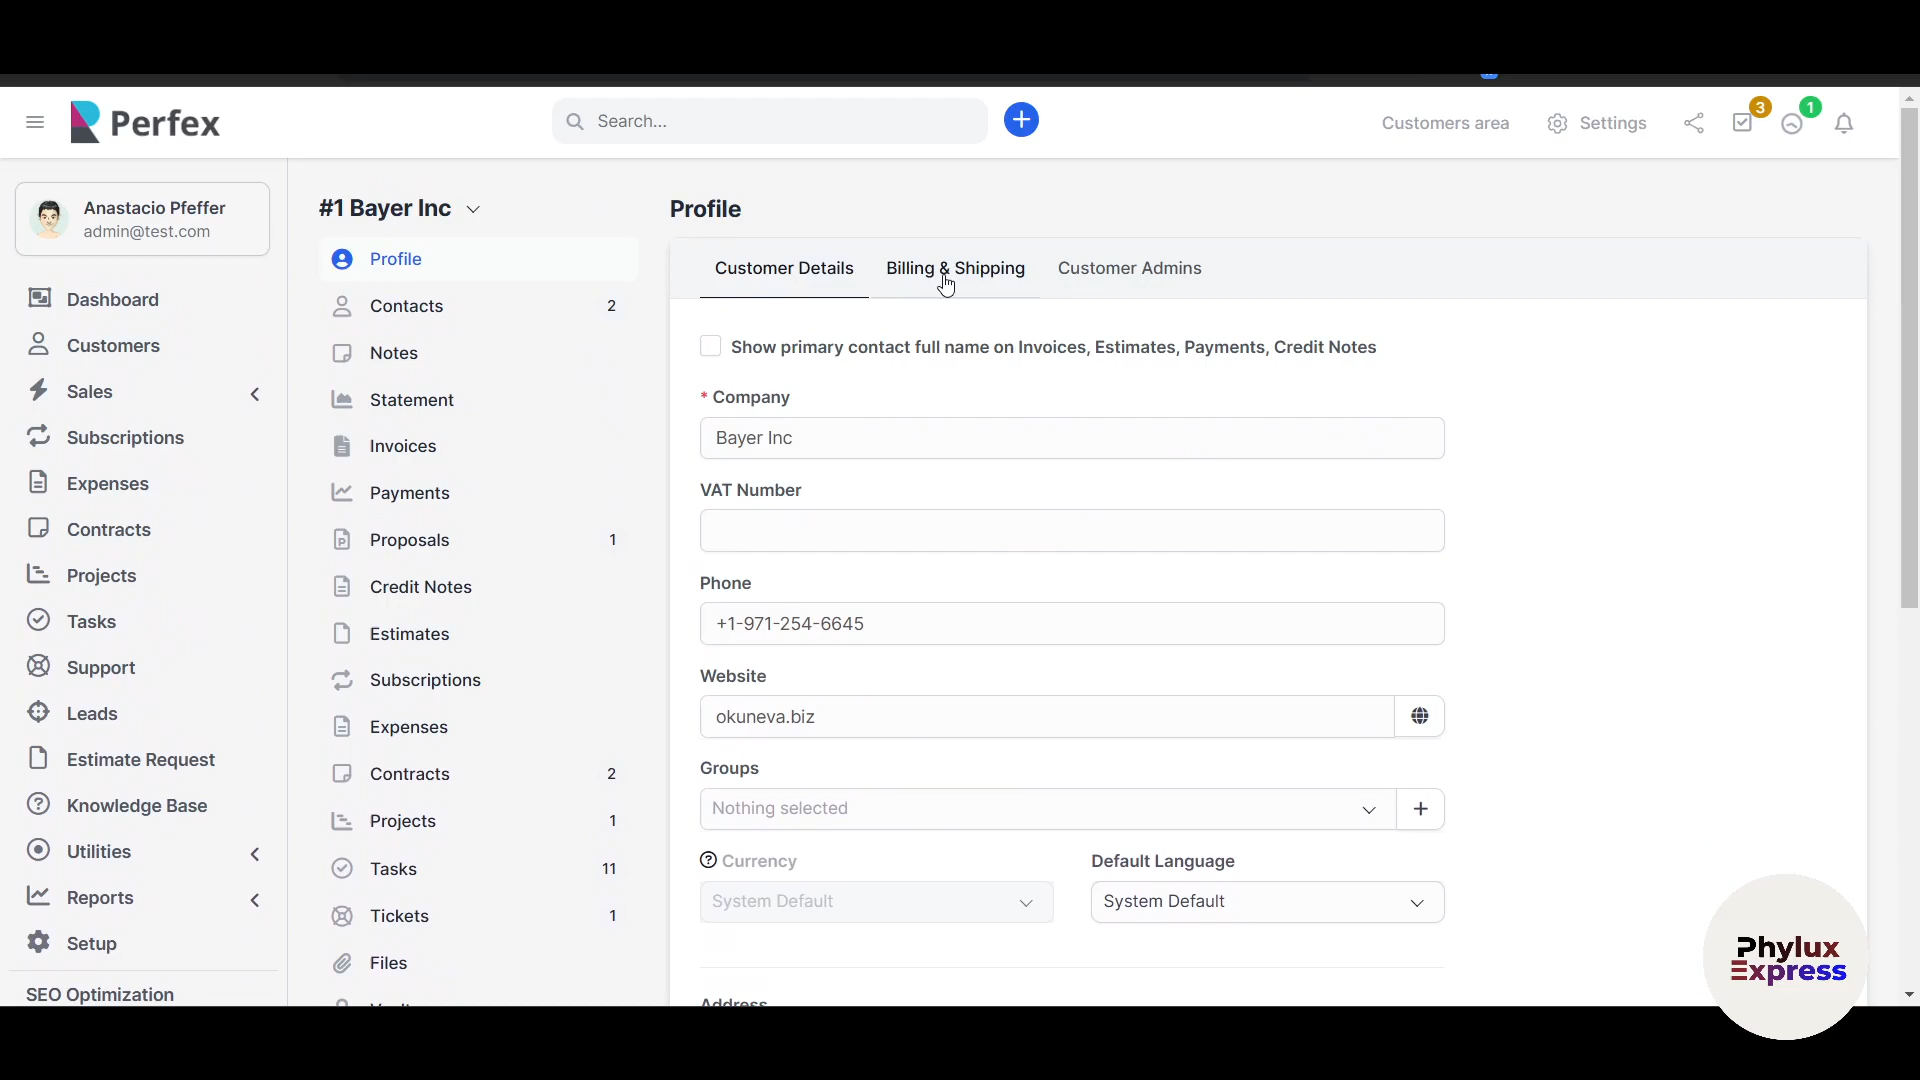 Perfex
Search...
Customers area
Settings
3
1
Anastacio Pfeffer
admin@test.com
Dashboard
Customers
Sales
Subscriptions
Expenses
Contracts
Projects
Tasks
Support
Leads
Estimate Request
Knowledge Base
Utilities
Reports
Setup
SEO Optimization
#1 Bayer Inc
Profile
Contacts 2
Notes
Statement
Invoices
Payments
Proposals 1
Credit Notes
Estimates
Subscriptions
Expenses
Contracts 2
Projects 1
Tasks 11
Tickets 1
Files
Vault
Profile
Customer Details Billing & Shipping Customer Admins
Show primary contact full name on Invoices, Estimates, Payments, Credit Notes
* Company
Bayer Inc
VAT Number
Phone
+1-971-254-6645
Website
okuneva.biz
Groups
Nothing selected
Currency
System Default
Default Language
System Default
Address
Phylux
Express